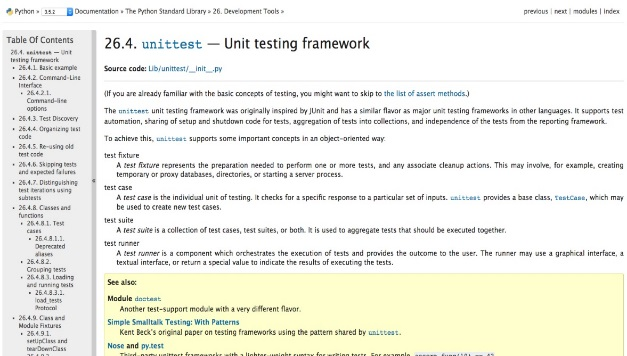 Python » 3.5.2 Documentation » The Python Standard Library » 26. Development Tools »
previous | next | modules | index
Table Of Contents
26.4. unittest — Unit
testing framework
26.4.1. Basic example
26.4.2. Command-Line
Interface
26.4.2.1.
Command-line
options
26.4.3. Test Discovery
26.4.4. Organizing test
code
26.4.5. Re-using old
test code
26.4.6. Skipping tests
and expected failures
26.4.7. Distinguishing
test iterations using
subtests
26.4.8. Classes and
functions
26.4.8.1. Test
cases
26.4.8.1.1.
Deprecated
aliases
26.4.8.2.
Grouping tests
26.4.8.3. Loading
and running tests
26.4.8.3.1.
load_tests
Protocol
26.4.9. Class and
Module Fixtures
26.4.9.1.
setUpClass and
tearDownClass
26.4. unittest — Unit testing framework
Source code: Lib/unittest/__init__.py
(If you are already familiar with the basic concepts of testing, you might want to skip to the list of assert methods.)
The unittest unit testing framework was originally inspired by JUnit and has a similar flavor as major unit testing frameworks in other languages. It supports test
automation, sharing of setup and shutdown code for tests, aggregation of tests into collections, and independence of the tests from the reporting framework.
To achieve this, unittest supports some important concepts in an object-oriented way:
test fixture
A test fixture represents the preparation needed to perform one or more tests, and any associate cleanup actions. This may involve, for example, creating
temporary or proxy databases, directories, or starting a server process.
test case
A test case is the individual unit of testing. It checks for a specific response to a particular set of inputs. unittest provides a base class, TestCase, which may
be used to create new test cases.
test suite
A test suite is a collection of test cases, test suites, or both. It is used to aggregate tests that should be executed together.
test runner
A test runner is a component which orchestrates the execution of tests and provides the outcome to the user. The runner may use a graphical interface, a
textual interface, or return a special value to indicate the results of executing the tests.
See also:
Module doctest
Another test-support module with a very different flavor.
Simple Smalltalk Testing: With Patterns
Kent Beck's original paper on testing frameworks using the pattern shared by unittest.
Nose and py.test
Third-party unittest frameworks with a lighter-weight syntax for writing tests. For example,